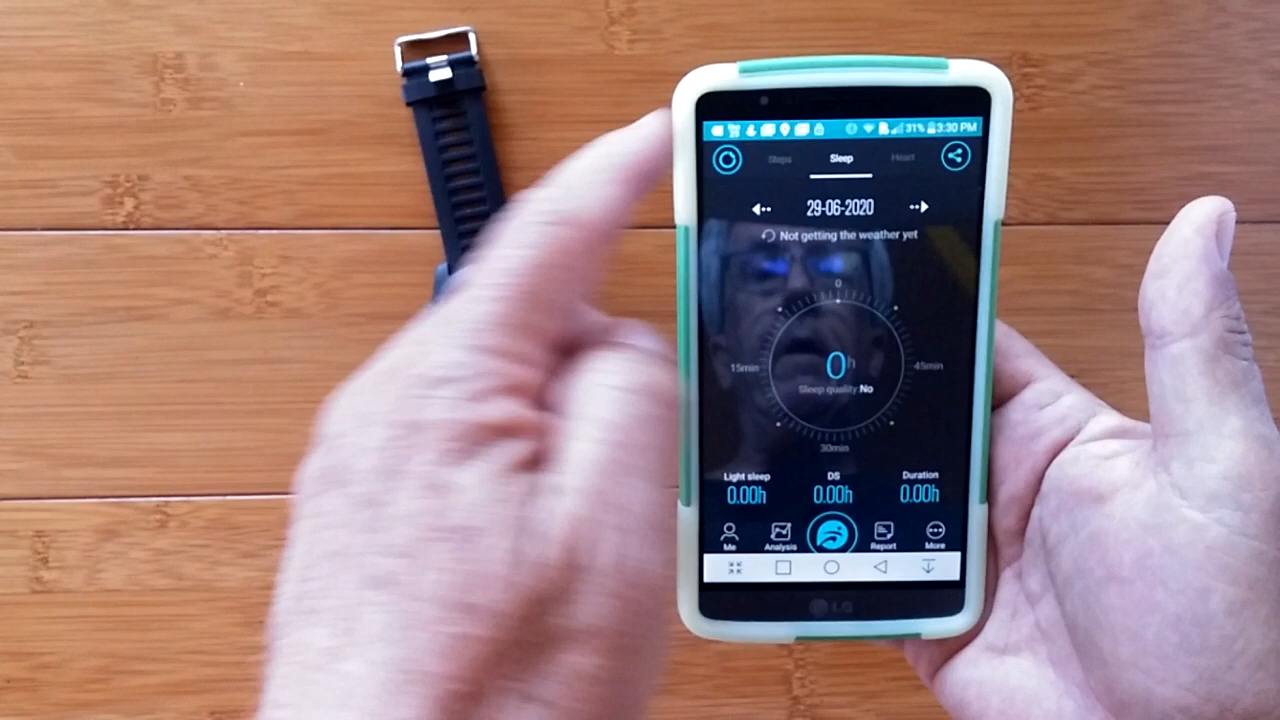 31% 3:30 PM
Steps Sleep Heart
29-06-2020
Not getting the weather yet
0
15min 0h 45min
Sleep quality No
30min
Light sleep DS Duration
0.00h 0.00h 0.00h
Me Analysis Report More
LG